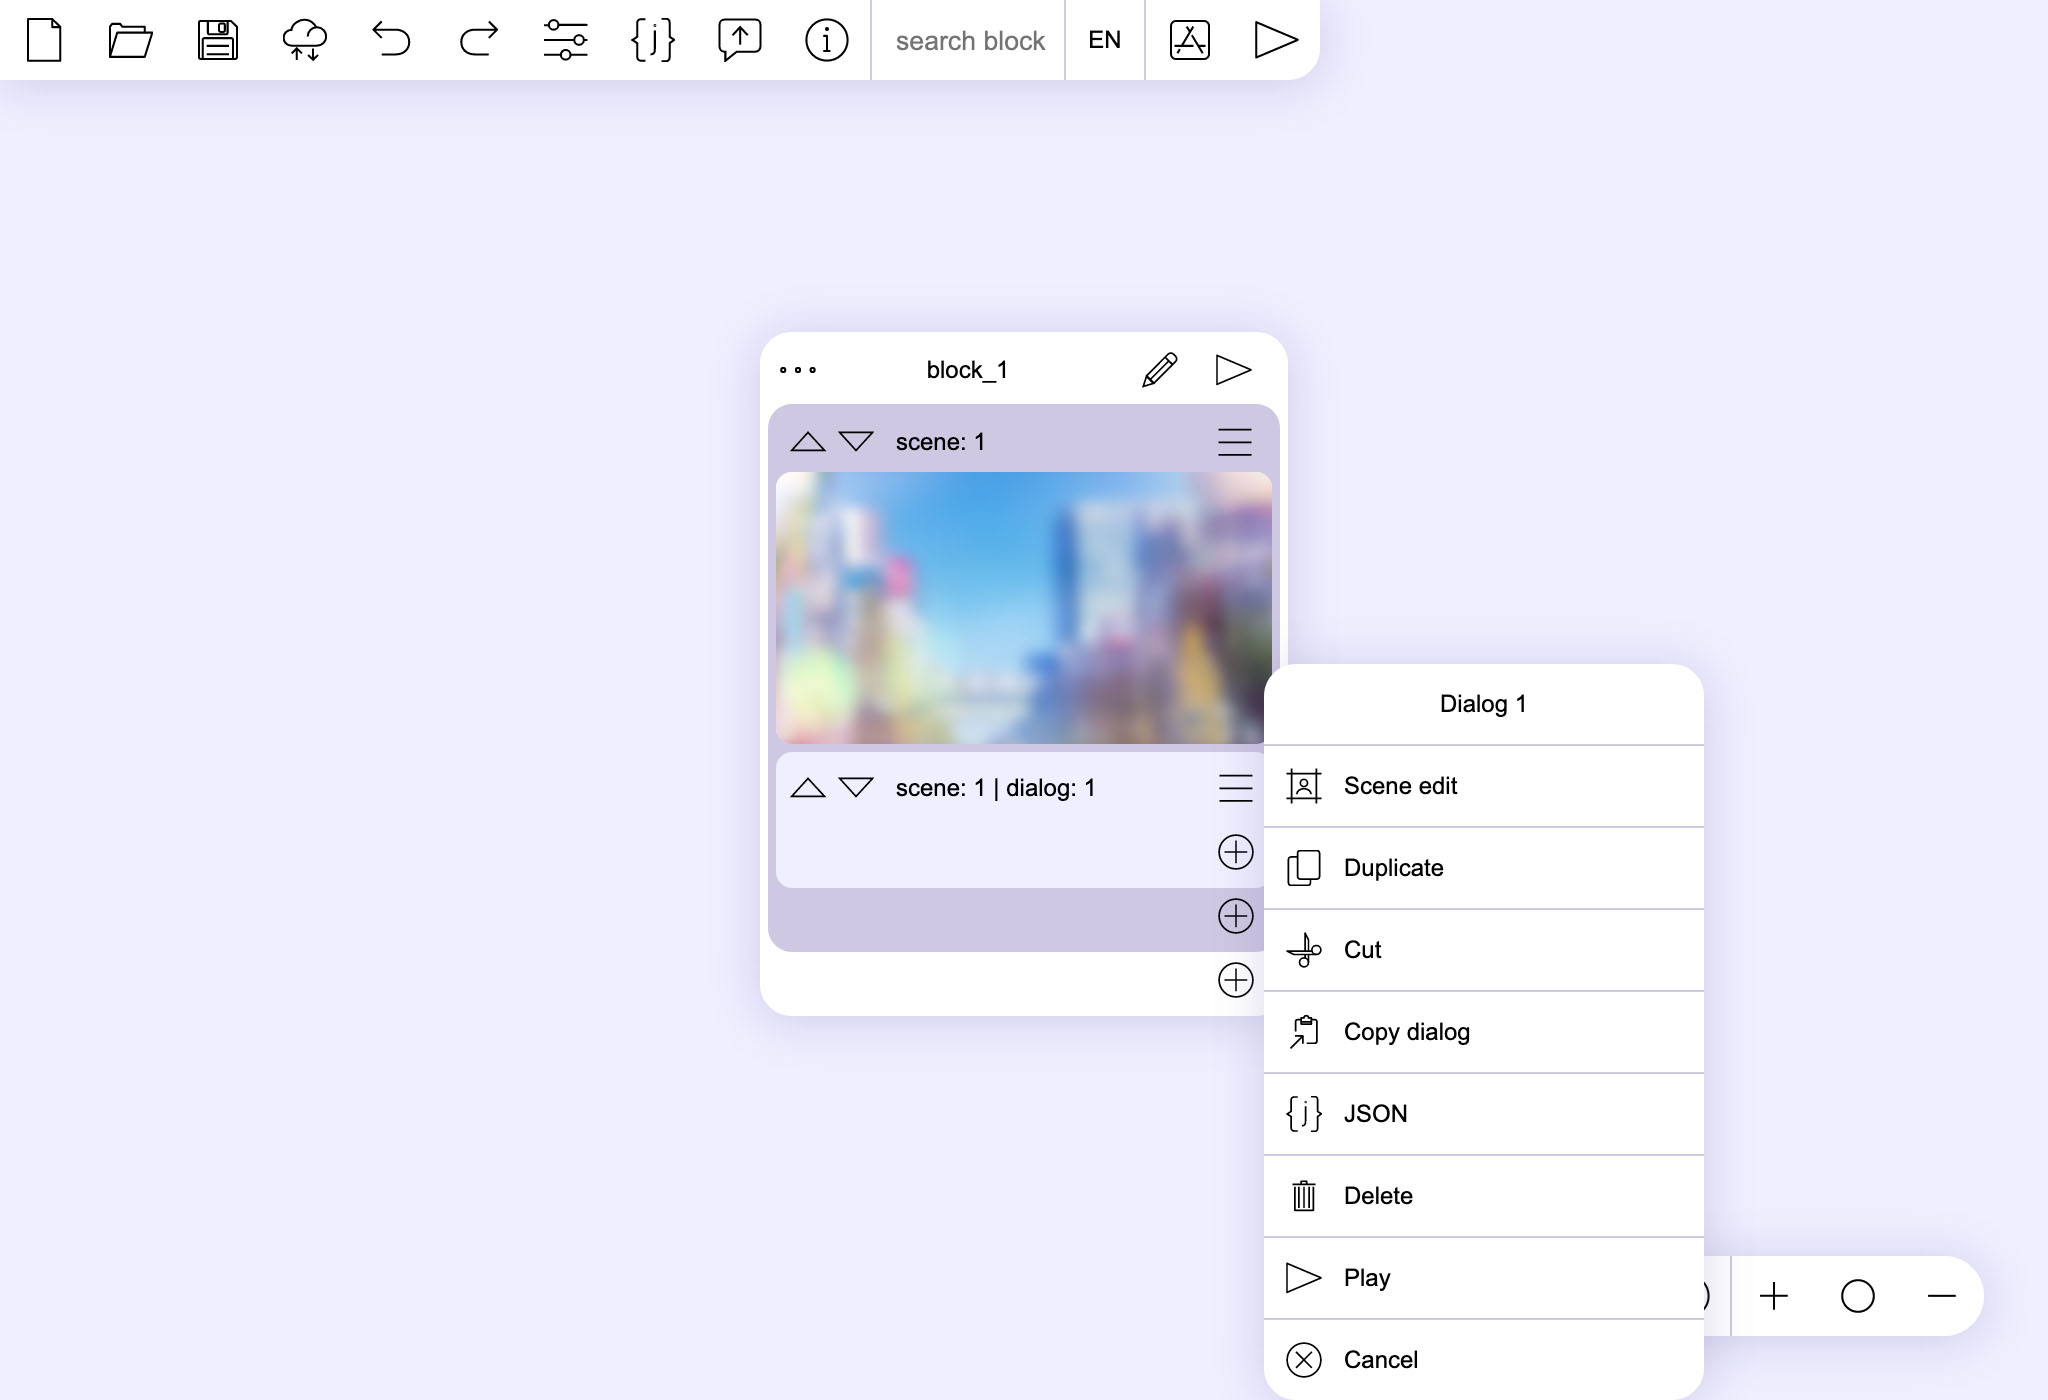 search block
EN
block_1
scene: 1
scene: 1 | dialog: 1
Dialog 1
Scene edit
Duplicate
Cut
Copy dialog
{j} JSON
Delete
Play
Cancel